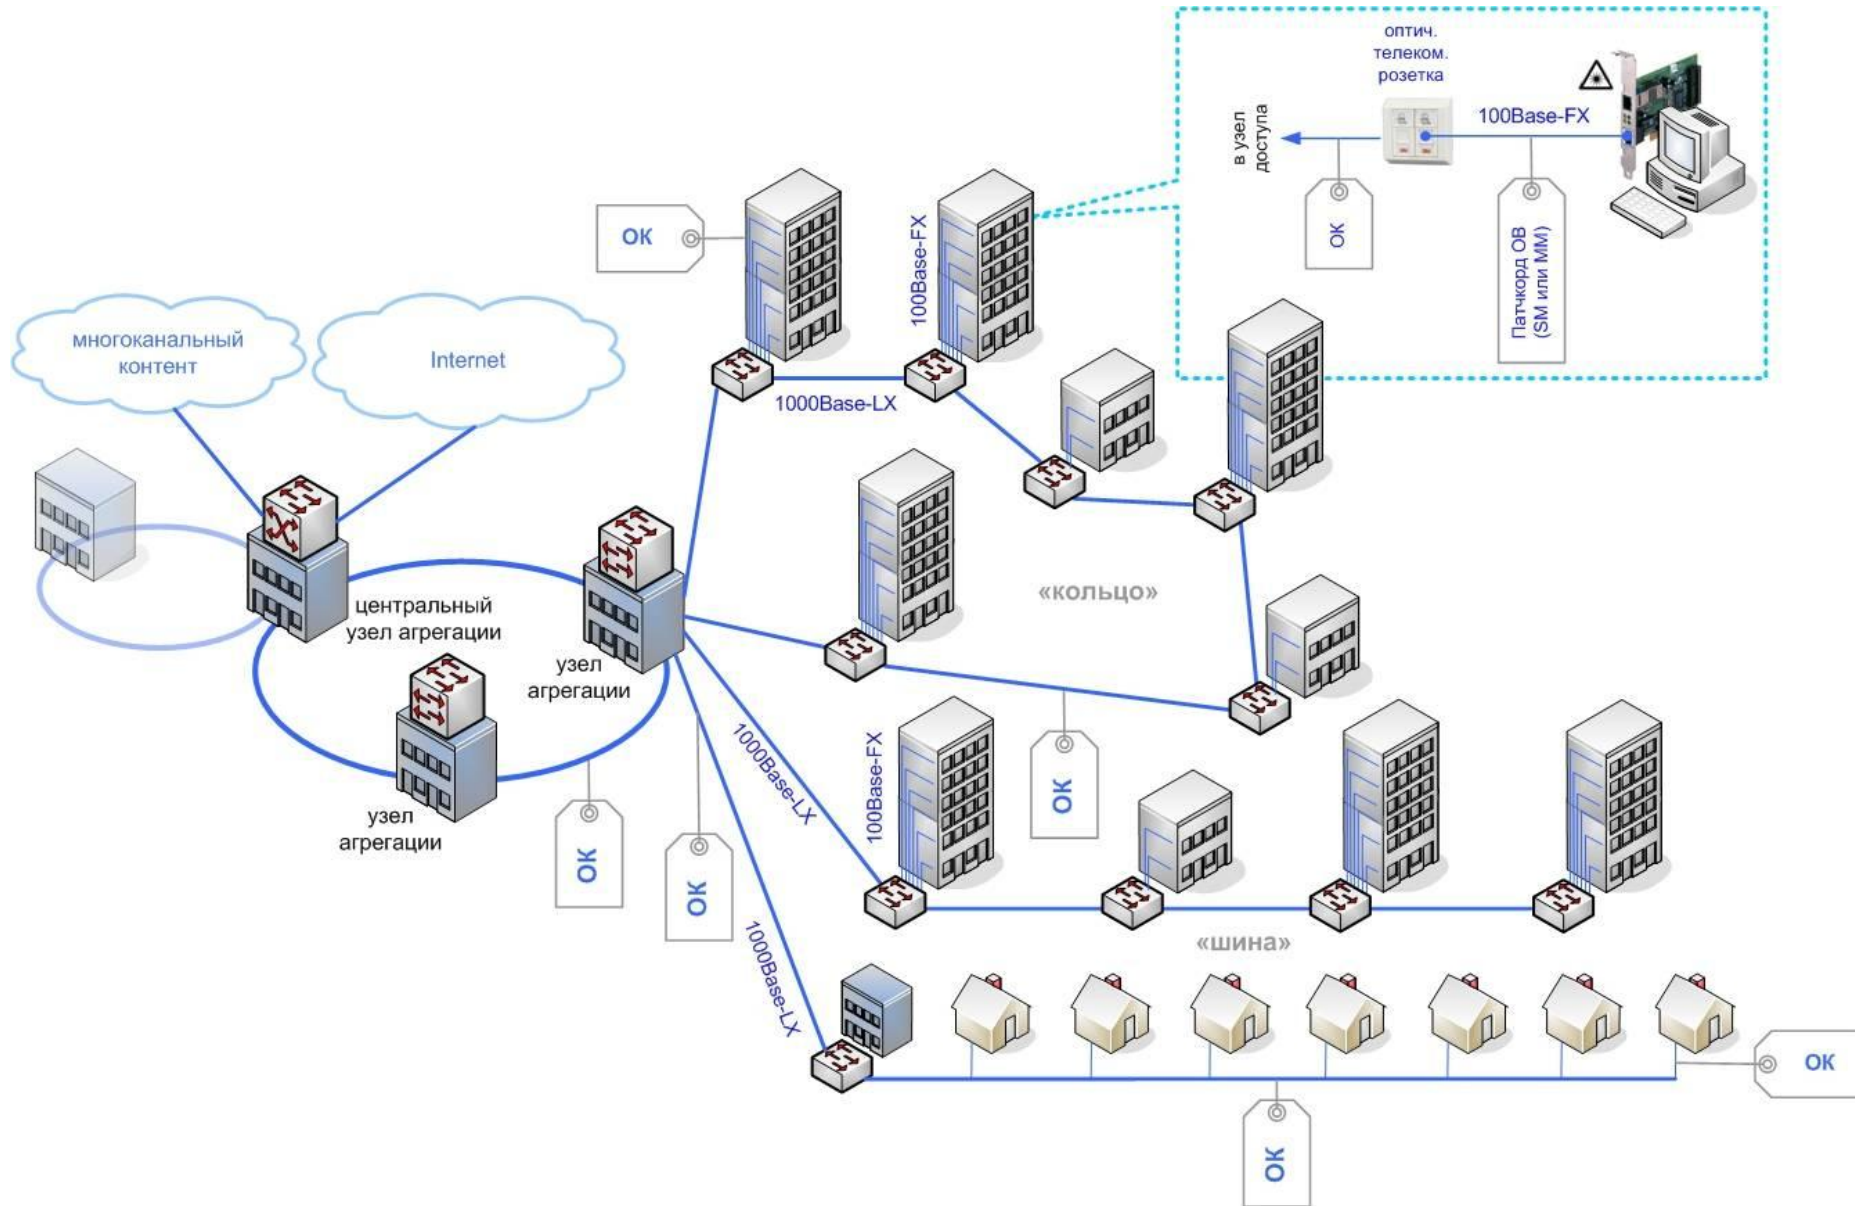 оптич.
телеком.
розетка
100Base-FX
в узел
доступа
ОК
Патчкорд ОВ
(SM или ММ)
ОК
100Base-FX
1000Base-LX
многоканальный
контент
Internet
«кольцо»
центральный
узел агрегации
узел
агрегации
узел
агрегации
ОК
ОК
ОК
1000Base-LX
100Base-FX
1000Base-LX
«шина»
ОК
ОК